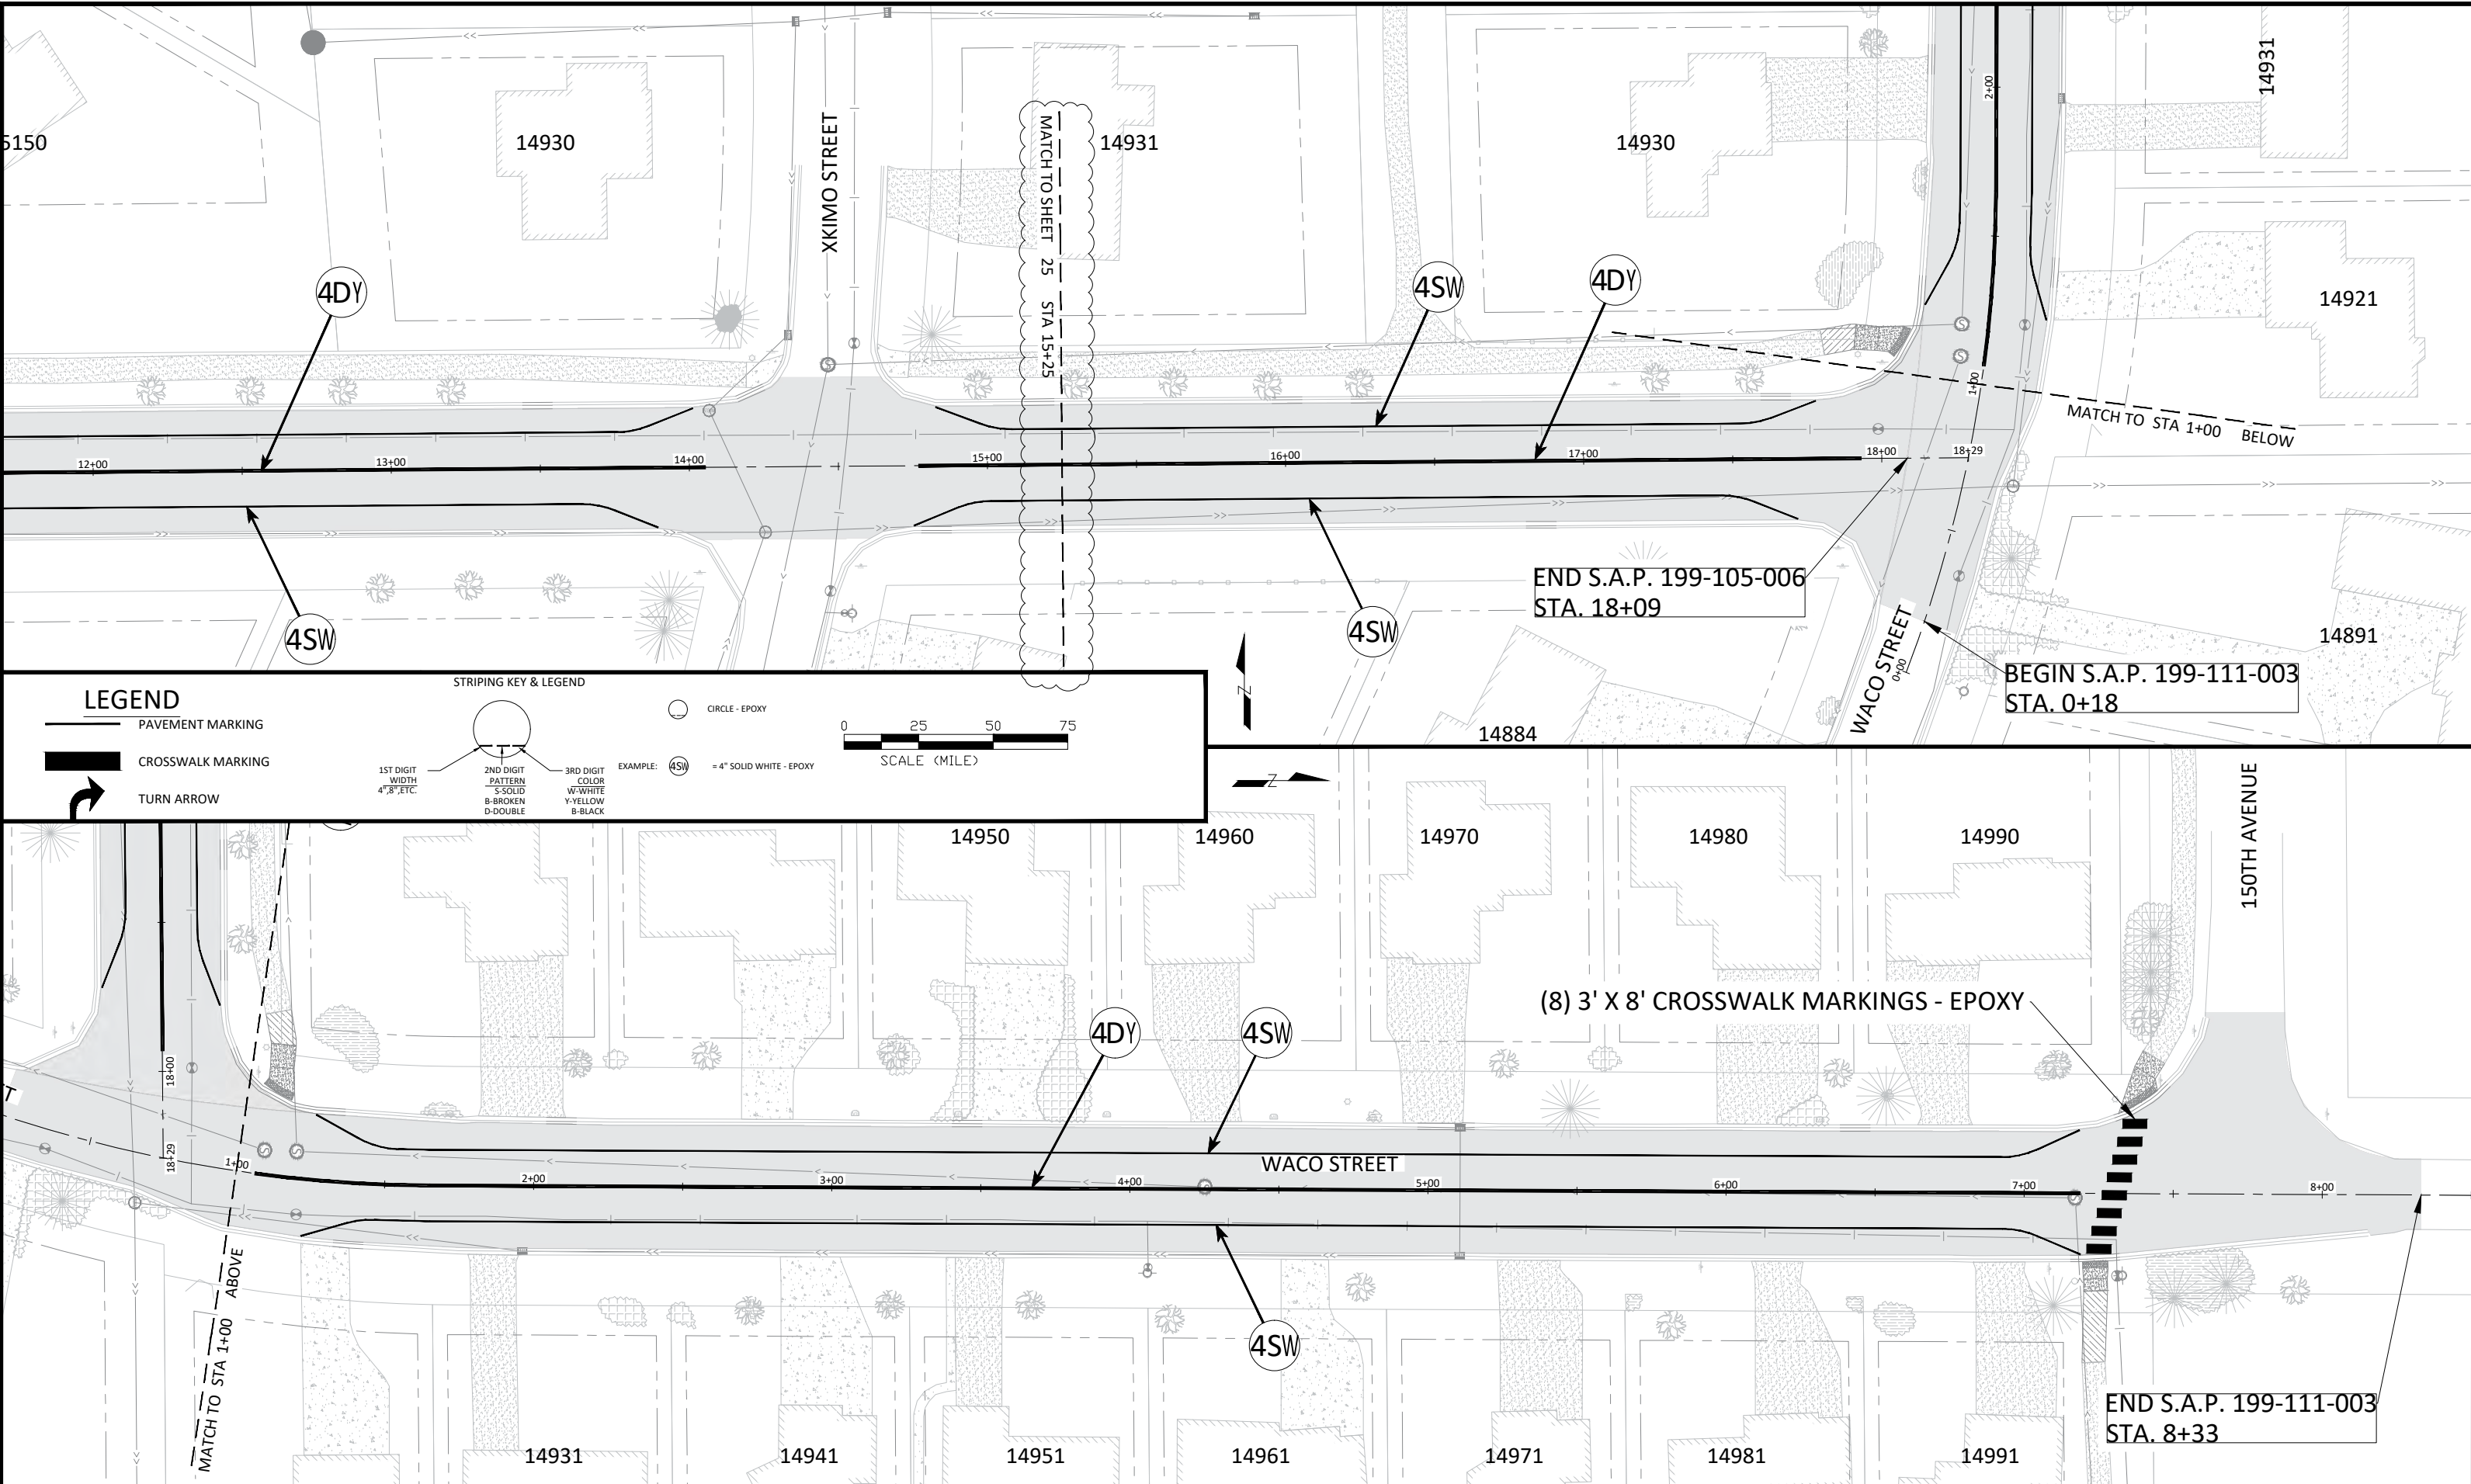 5150
14930
XKIMO STREET
MATCH TO SHEET 25 STA 15+25
14931
14930
2+00
14931
14921
4DY
4SW
4DY
1+00
MATCH TO STA 1+00 BELOW
12+00
13+00
14+00
15+00
16+00
17+00
18+00
18+29
4SW
4SW
END S.A.P. 199-105-006
STA. 18+09
WACO STREET
0+00
BEGIN S.A.P. 199-111-003
STA. 0+18
14891
14884
LEGEND
PAVEMENT MARKING
CROSSWALK MARKING
TURN ARROW
STRIPING KEY & LEGEND
1ST DIGIT
WIDTH
4",8",ETC.
2ND DIGIT
PATTERN
S-SOLID
B-BROKEN
D-DOUBLE
3RD DIGIT
COLOR
W-WHITE
Y-YELLOW
B-BLACK
CIRCLE - EPOXY
EXAMPLE: 4SW = 4" SOLID WHITE - EPOXY
0 25 50 75
SCALE (MILE)
Z
Z
14950
14960
14970
14980
14990
150TH AVENUE
(8) 3' X 8' CROSSWALK MARKINGS - EPOXY
4DY
4SW
18+00
18+29
T
WACO STREET
1+00
2+00
3+00
4+00
5+00
6+00
7+00
8+00
MATCH TO STA 1+00 ABOVE
4SW
END S.A.P. 199-111-003
STA. 8+33
14931
14941
14951
14961
14971
14981
14991